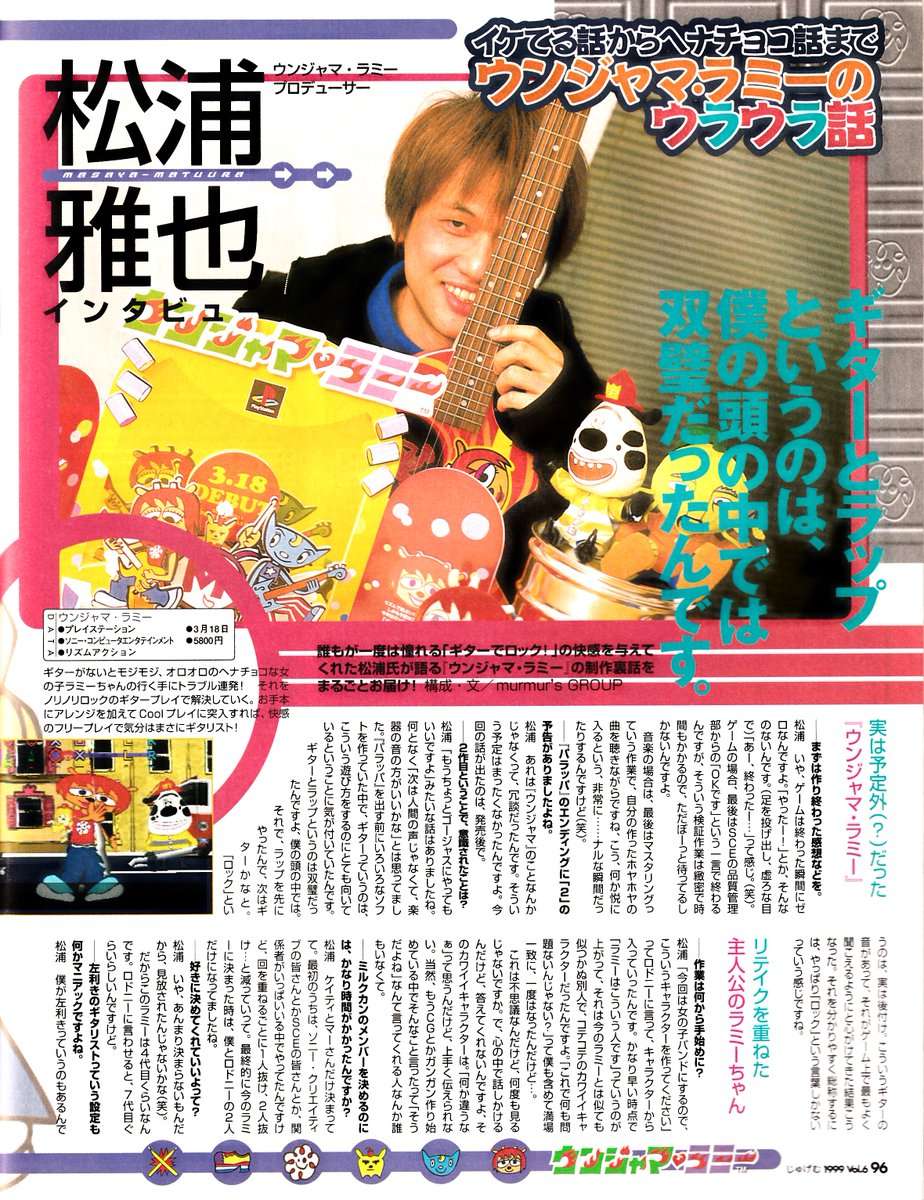 イケてる話からヘナチョコ話まで
ウンジャマ・ラミーの
ウラウラ話
松浦
MASAYA-MATUURA
雅也
インタビュー
ウンジャマ・ラミー
プロデューサー
ギターとラップ
というのは、
僕の頭の中では
双璧だったんです。
ウンジャマ・ラミー
PlayStation
3.18
DEBUT
DATA
ウンジャマ・ラミー
●プレイステーション
●3月18日
●ソニー・コンピュータエンタテインメント
●5800円
●リズムアクション
ギターがないとモジモジ、オロオロのヘナチョコな女
の子ラミーちゃんの行く手にトラブル連発! それを
ノリノリロックのギタープレイで解決していく。お手本
にアレンジを加えてCoolプレイに突入すれば、快感
のフリープレイで気分はまさにギタリスト!
誰もが一度は憧れる「ギターでロック!」の快感を与えて
くれた松浦氏が語る『ウンジャマ・ラミー』の制作裏話を
まるごとお届け! 構成・文/murmur's GROUP
実は予定外(?)だった
『ウンジャマ・ラミー』
――まずは作り終わった感想などを。
松浦 いや、ゲームは終わった瞬間にゼ
ロなんですよ。「やったー!」とか、そんな
のないんです。(足を投げ出し、虚ろな目
で)「あー、終わったー…」って感じ。(笑)。
ゲームの場合、最後はSCEの品質管理
部からの「OKです」という一言で終わる
んですが、そういう検証作業は緻密で時
間もかかるので、ただぼーっと待ってるし
かないんですよ。
音楽の場合は、最後はマスタリングっ
ていう作業で、自分の作ったホヤホヤの
曲を聴きながらですね、こう、何か悦に
入るという、非常に……ナルな瞬間だっ
たりするんですけど(笑)。
――『パラッパ』のエンディングに「2」の
予告がありましたよね。
松浦 あれは『ウンジャマ』のことなんか
じゃなくって、冗談だったんです。そうい
う予定はまったくなかったんですよ。今
回の話が出たのは、発売後で。
――2作目ということで、意識されたことは?
松浦 「もうちょっとゴージャスにやっても
いいですよ」みたいな話はありましたね。
何となく「次は人間の声じゃなくて、楽
器の音の方がいいかな」とは思ってまし
た。『パラッパ』を出す前にいろいろなソフ
トを作っていた中で、ギターっていうのは、
こういう遊び方をするのにとても向いて
いるっていうことに気が付いていたんです。
ギターとラップというのは双璧だっ
たんですよ、僕の頭の中では。
それで、ラップを先に
やったんで、次はギ
ターかなと。
「ロック」とい
うのは、実は後付け。こういうギターの
音があって、それがゲーム上で最もよく
聞こえるようにと心がけてきた結果こう
なった。それを分かりやすく総称するに
は、やっぱり「ロック」という言葉しかない
っていう感じですね。
リテイクを重ねた
主人公のラミーちゃん
――作業は何から手始めに?
松浦 「今回は女の子バンドにするので、
こういうキャラクターを作ってください」
ってロドニーに言って、キャラクターから
入っていったんです。かなり早い時点で
「ラミーはこういう人です」っていうのが
上がって、それは今のラミーとは似ても
似つかぬ別人で、コテコテのカワイイキャ
ラクターだったんですよ。「これで何も問
題ないんじゃない?」って僕も含めて満場
一致に、一度はなったんだけど…。
これは不思議なんだけど、何度も見る
じゃないですか。で、心の中で話しかける
んだけど、答えてくれないんですよ、そ
のカワイイキャラクターは。「何か違うな
ぁ」って思うんだけど、上手く伝えられな
い。当然、もうCGとかガンガン作り始
めてる中でそんなこと言ったって「そう
だよね」なんて言ってくれる人なんか誰
もいなくて。
――ミルクカンのメンバーを決めるのに
は、かなり時間がかかったんですか?
松浦 ケイティとマーさんだけ決まって
て。最初のうちは、ソニー・クリエイティ
ブの皆さんとかSCEの皆さんとか、関
係者がいっぱいいる中でやってたんですけ
ど、回を重ねるごとに1人抜け、2人抜
け…と減っていって。最終的に今のラミ
ーに決まった時は、僕とロドニーの2人
だけになってましたね。
――好きに決めてくれていいよって?
松浦 いや、あんまり決まらないもんだ
から、見放されたんじゃないかな(笑)。
だからこのラミーは4代目くらいなん
です。ロドニーに言わせると、7代目ぐ
らいらしいんですけど。
――左利きのギタリストっていう設定も
何かマニアックですよね。
松浦 僕が左利きっていうのもあるんで
ウンジャマ・ラミー
じゅげむ 1999 Vol.6 96